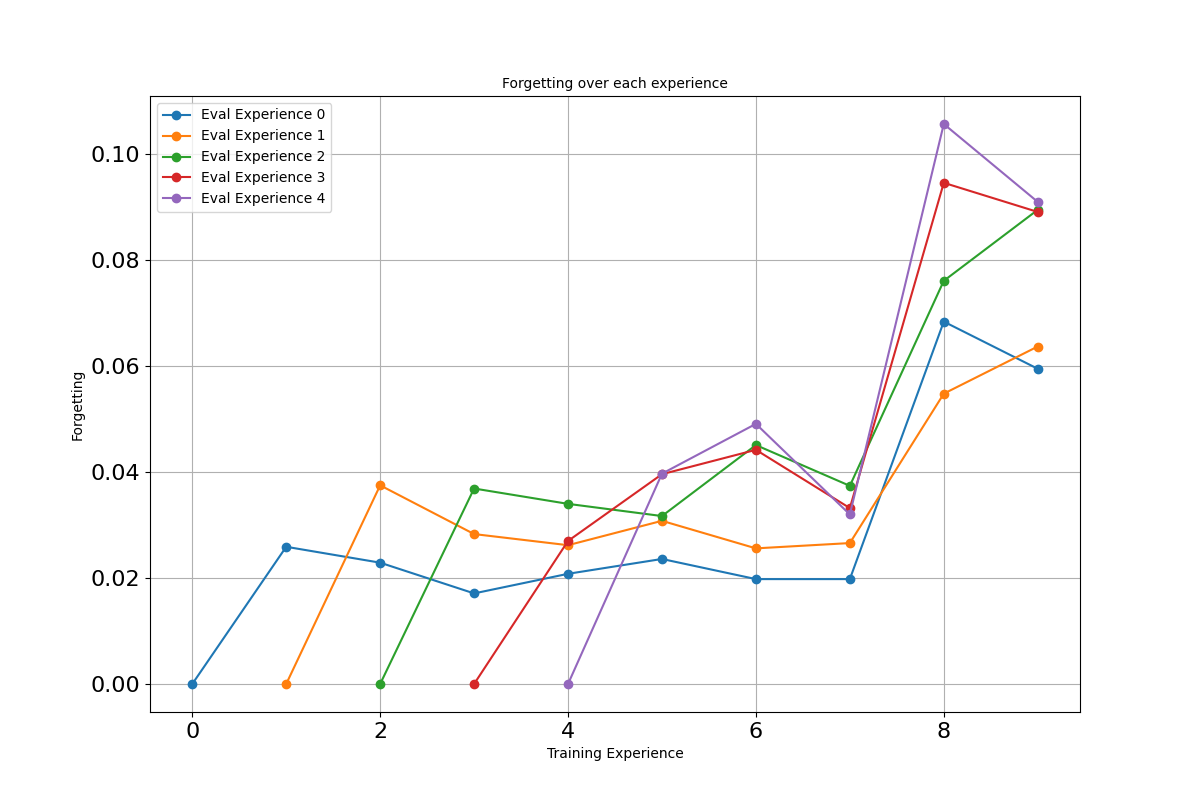 Forgetting over each experience
Eval Experience 0
Eval Experience 1
Eval Experience 2
Eval Experience 3
Eval Experience 4
0.10
0.08
0.06
0.04
0.02
0.00
Forgetting
0 2 4 6 8
Training Experience